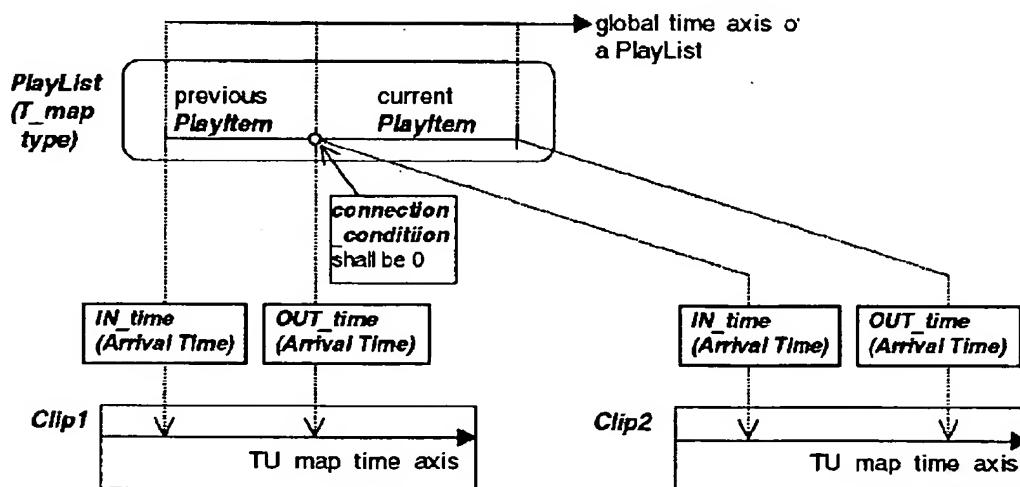 global time axis o
a PlayList
PlayList
(T_map
type)
previous
PlayItem
current
PlayItem
connection
_condition
shall be 0
IN_time
(Arrival Time)
OUT_time
(Arrival Time)
IN_time
(Arrival Time)
OUT_time
(Arrival Time)
Clip1
TU map time axis
Clip2
TU map time axis